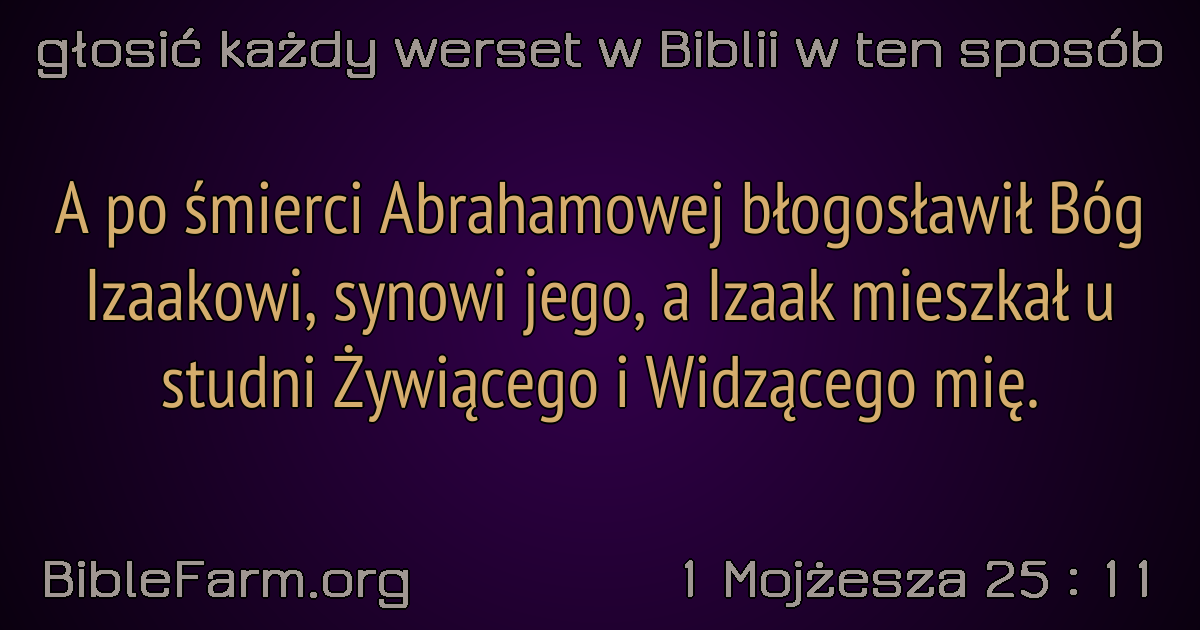 głosić każdy werset w Biblii w ten sposób
A po śmierci Abrahamowej błogosławił Bóg
Izaakowi, synowi jego, a Izaak mieszkał u
studni Żywiącego i Widzącego mię.
BibleFarm.org
1 Mojżesza 25 : 11